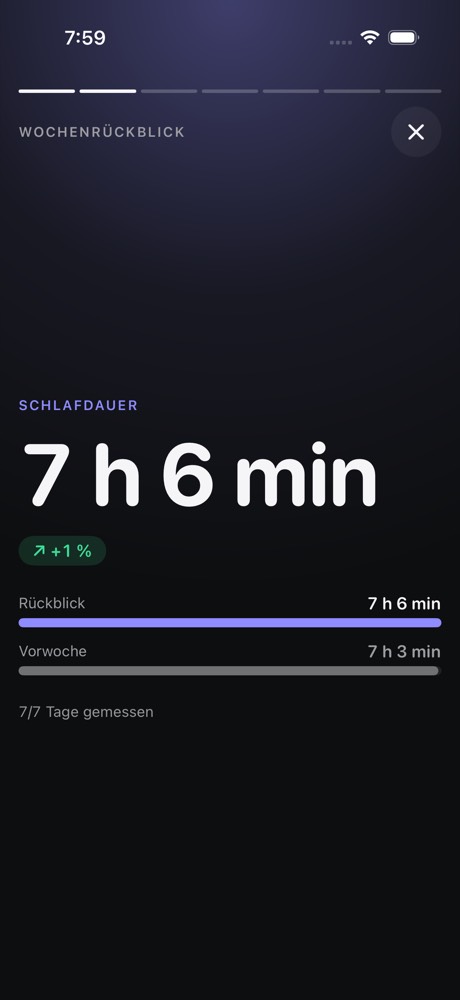 7:59
WOCHENRÜCKBLICK
SCHLAFDAUER
7 h 6 min
+1 %
Rückblick 7 h 6 min
Vorwoche 7 h 3 min
7/7 Tage gemessen